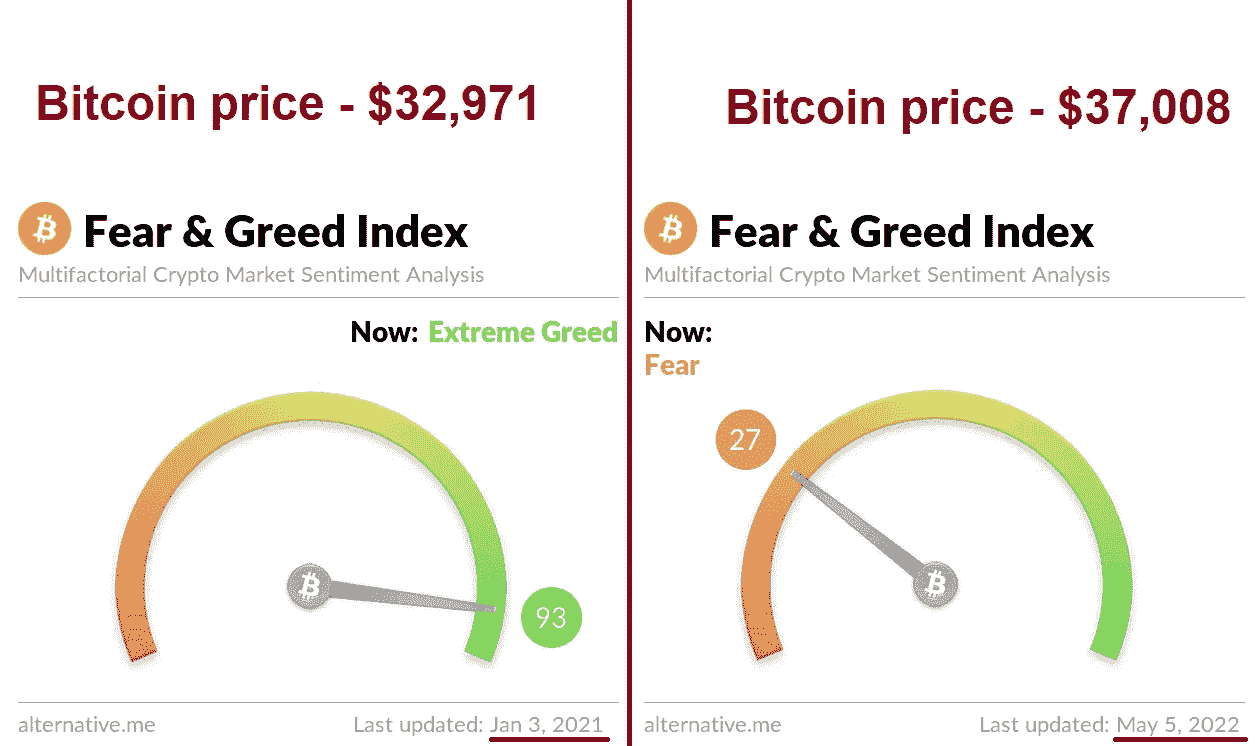 Bitcoin price - $32,971
Fear & Greed Index
Multifactorial Crypto Market Sentiment Analysis
Now: Extreme Greed
93
alternative.me
Last updated: Jan 3, 2021
Bitcoin price - $37,008
Fear & Greed Index
Multifactorial Crypto Market Sentiment Analysis
Now:
Fear
27
alternative.me
Last updated: May 5, 2022